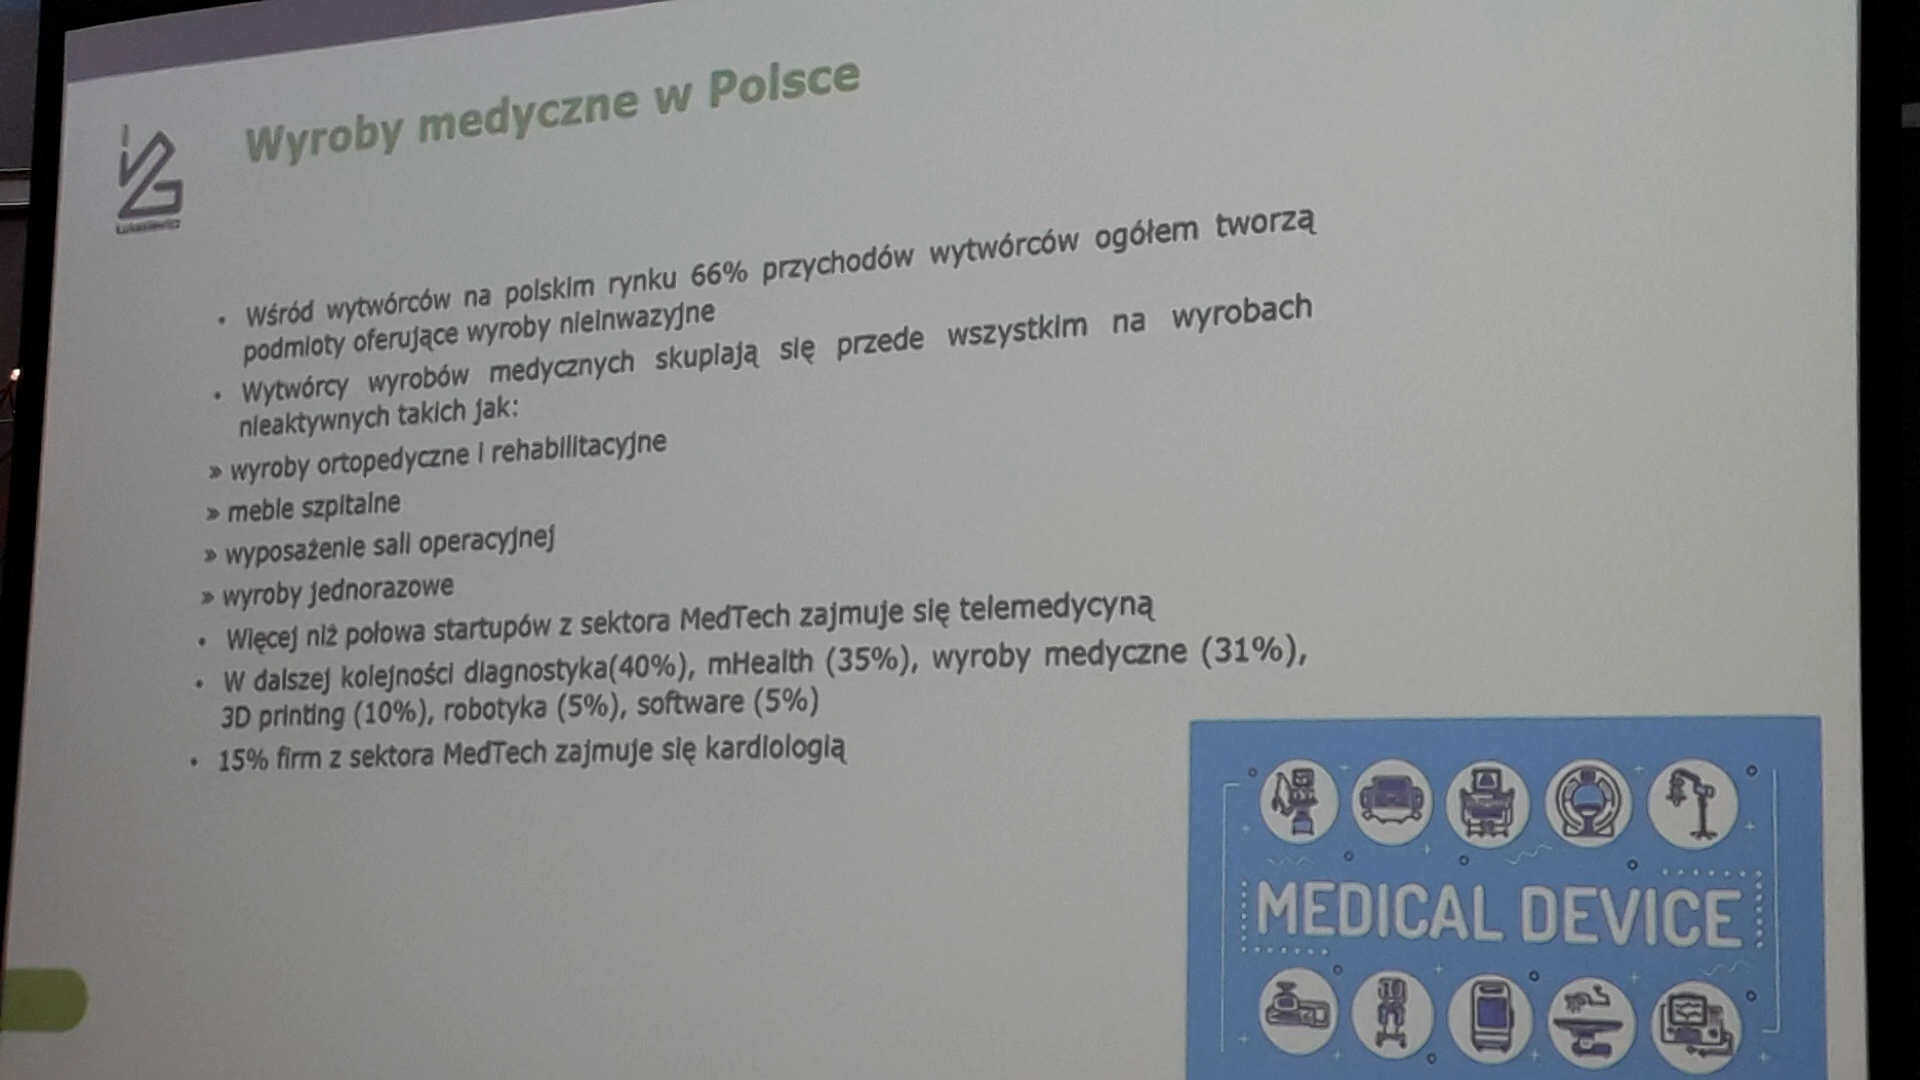 Łukasiewicz
Wyroby medyczne w Polsce
• Wśród wytwórców na polskim rynku 66% przychodów wytwórców ogółem tworzą
podmioty oferujące wyroby nieinwazyjne
• Wytwórcy wyrobów medycznych skupiają się przede wszystkim na wyrobach
nieaktywnych takich jak:
» wyroby ortopedyczne i rehabilitacyjne
» meble szpitalne
» wyposażenie sali operacyjnej
» wyroby jednorazowe
• Więcej niż połowa startupów z sektora MedTech zajmuje się telemedycyną
• W dalszej kolejności diagnostyka(40%), mHealth (35%), wyroby medyczne (31%),
3D printing (10%), robotyka (5%), software (5%)
• 15% firm z sektora MedTech zajmuje się kardiologią
MEDICAL DEVICE